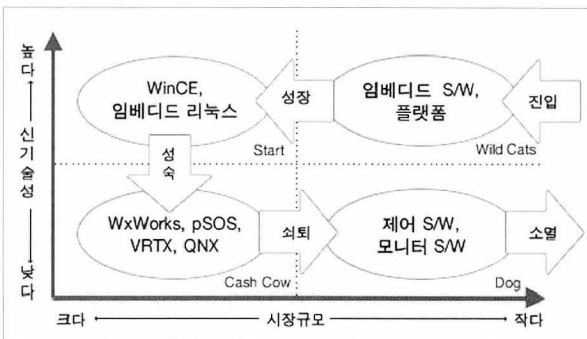 높다
신기술성
낮다
WinCE,
임베디드 리눅스
성장
임베디드 S/W,
플랫폼
진입
Start
Wild Cats
성숙
WxWorks, pSOS,
VRTX, QNX
쇠퇴
제어 S/W,
모니터 S/W
소멸
Cash Cow
Dog
크다
시장규모
작다